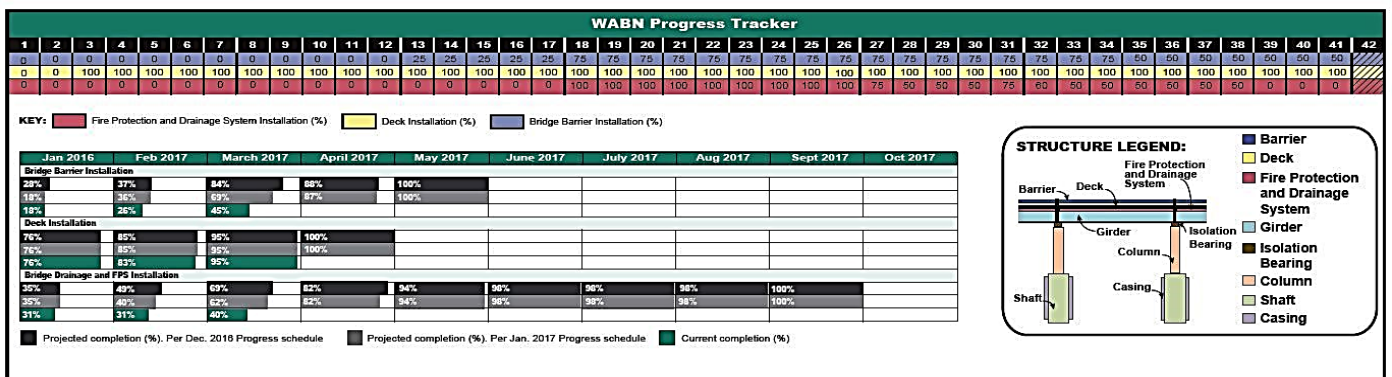 WABN Progress Tracker
1 2 3 4 5 6 7 8 9 10 11 12 13 14 15 16 17 18 19 20 21 22 23 24 25 26 27 28 29 30 31 32 33 34 35 36 37 38 39 40 41 42
0 0 0 0 0 0 0 0 0 0 0 0 25 25 25 25 25 75 75 75 75 75 75 75 75 75 75 75 75 75 75 75 75 75 50 50 50 50 50 50 50
0 0 100 100 100 100 100 100 100 100 100 100 100 100 100 100 100 100 100 100 100 100 100 100 100 100 100 100 100 100 100 100 100 100 100 100 100 100 100 100 100
0 0 0 0 0 0 0 0 0 0 0 0 0 0 0 0 0 100 100 100 100 100 100 100 100 100 75 50 50 50 75 60 50 50 50 50 50 50 0 0 0
KEY: Fire Protection and Drainage System Installation (%) Deck Installation (%) Bridge Barrier Installation (%)
Jan 2016 Feb 2017 March 2017 April 2017 May 2017 June 2017 July 2017 Aug 2017 Sept 2017 Oct 2017
Bridge Barrier Installation
28% 37% 84% 88% 100%
18% 36% 69% 87% 100%
18% 26% 45%
Deck Installation
76% 85% 95% 100%
76% 85% 95% 100%
76% 83% 95%
Bridge Drainage and FPS Installation
35% 49% 69% 82% 94% 98% 98% 98% 100%
35% 40% 62% 82% 94% 98% 98% 98% 100%
31% 31% 40%
Projected completion (%). Per Dec. 2016 Progress schedule Projected completion (%). Per Jan. 2017 Progress schedule Current completion (%)
STRUCTURE LEGEND:
Fire Protection
and Drainage
System
Barrier
Deck
Girder
Isolation
Bearing
Column
Casing
Shaft
Barrier
Deck
Fire Protection
and Drainage
System
Girder
Isolation
Bearing
Column
Shaft
Casing